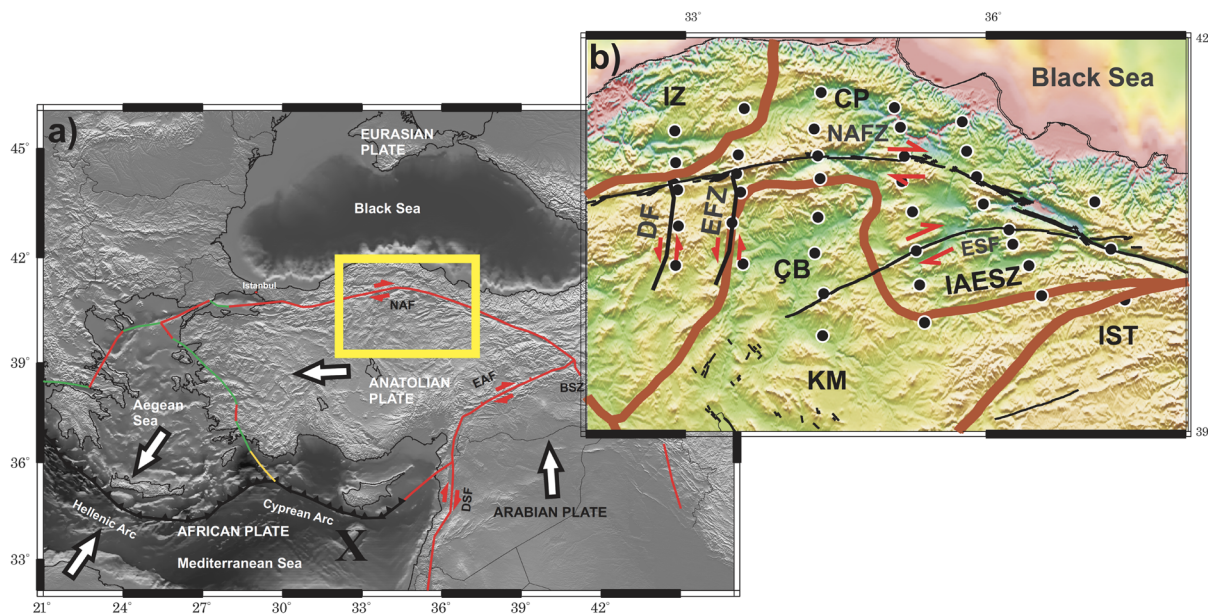 a)
EURASIAN
PLATE
Black Sea
Istanbul
NAF
ANATOLIAN
PLATE
EAF
BSZ
Aegean
Sea
DSF
ARABIAN PLATE
Hellenic Arc
Cyprean Arc
AFRICAN PLATE
X
Mediterranean Sea
45°
42°
39°
36°
33°
21°
24°
27°
30°
33°
36°
39°
42°
b)
33°
36°
42
39
IZ
CP
Black Sea
NAFZ
DF
EFZ
ESF
ÇB
IAESZ
IST
KM